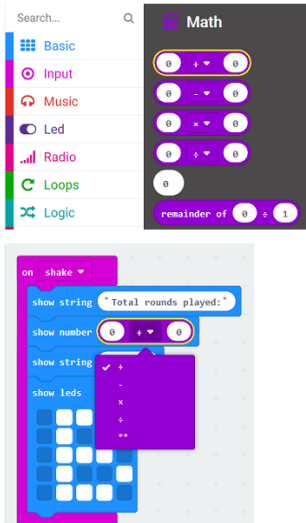 Search...
Math
Basic
Input
Music
Led
Radio
Loops
Logic
0 + 0
0 - 0
0 × 0
0 ÷ 0
0
remainder of 0 ÷ 1
on shake
show string "Total rounds played:"
show number 0 + 0
show string
show leds
+
-
×
÷
**